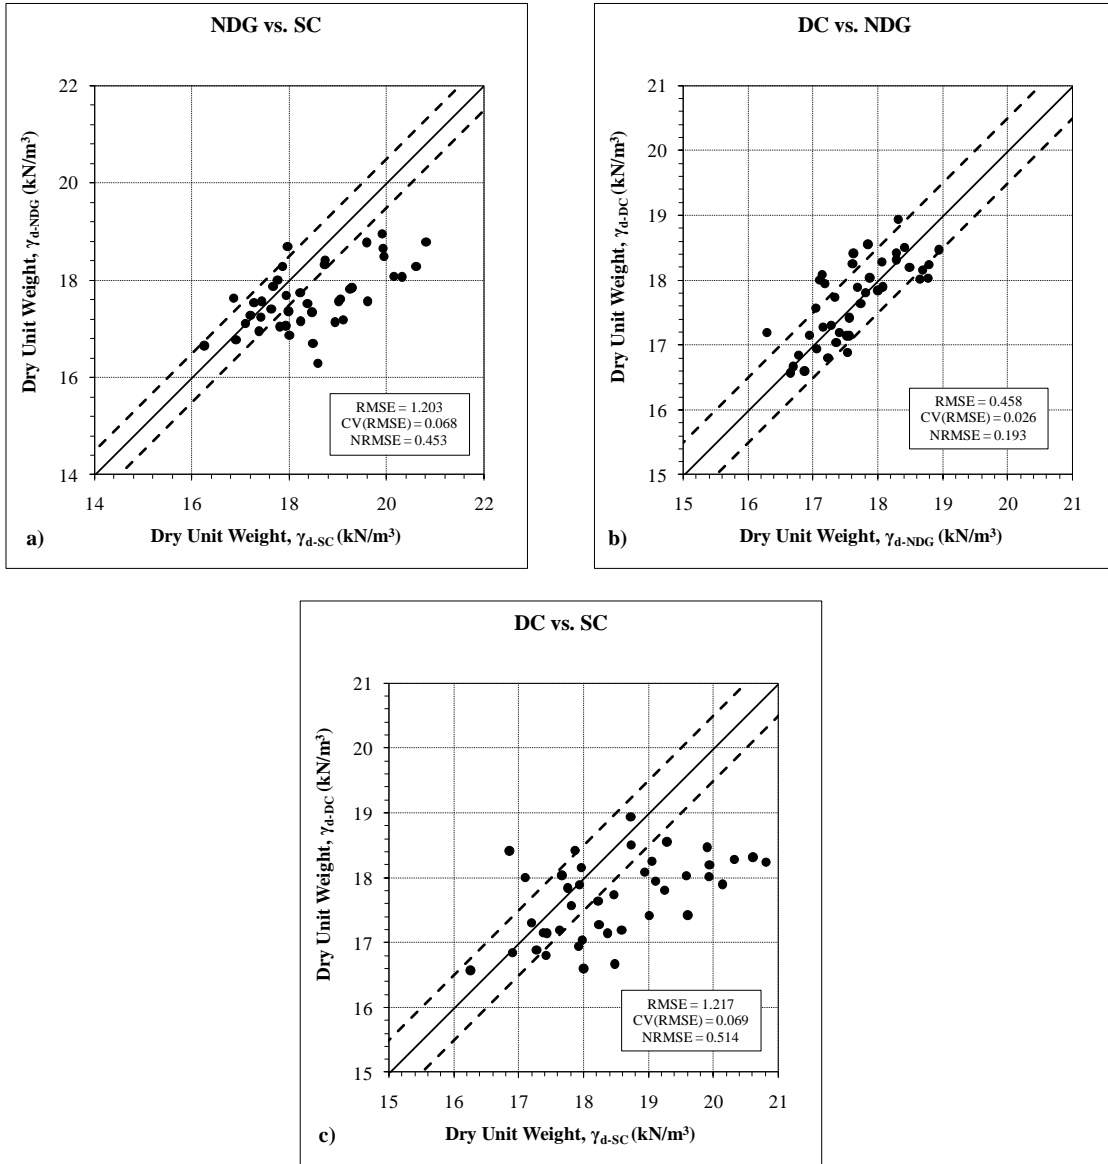 NDG vs. SC
Dry Unit Weight, γd-NDG (kN/m³)
22
20
18
16
14
RMSE = 1.203
CV(RMSE) = 0.068
NRMSE = 0.453
14 16 18 20 22
a) Dry Unit Weight, γd-SC (kN/m³)
DC vs. NDG
Dry Unit Weight, γd-DC (kN/m³)
21
20
19
18
17
16
15
RMSE = 0.458
CV(RMSE) = 0.026
NRMSE = 0.193
15 16 17 18 19 20 21
b) Dry Unit Weight, γd-NDG (kN/m³)
DC vs. SC
Dry Unit Weight, γd-DC (kN/m³)
21
20
19
18
17
16
15
RMSE = 1.217
CV(RMSE) = 0.069
NRMSE = 0.514
15 16 17 18 19 20 21
c) Dry Unit Weight, γd-SC (kN/m³)